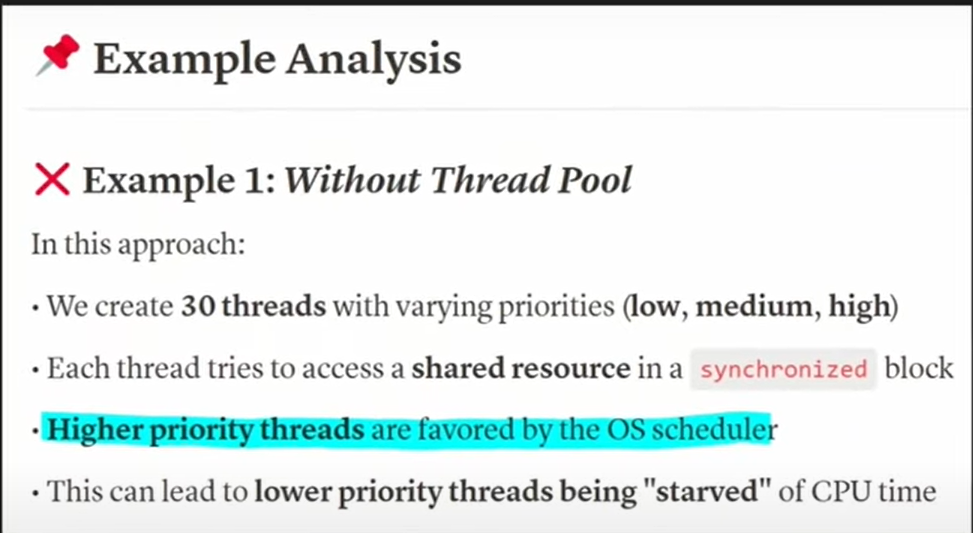 Example Analysis
Example 1: Without Thread Pool
In this approach:
• We create 30 threads with varying priorities (low, medium, high)
• Each thread tries to access a shared resource in a synchronized block
• Higher priority threads are favored by the OS scheduler
• This can lead to lower priority threads being "starved" of CPU time